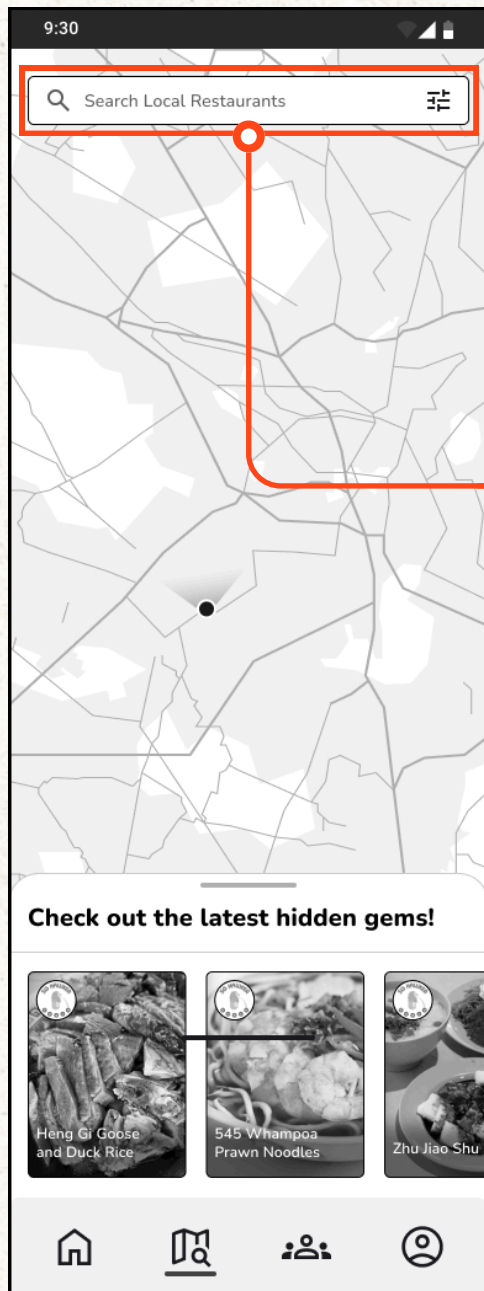 9:30
Search Local Restaurants
Check out the latest hidden gems!
Heng Gi Goose
and Duck Rice
545 Whampoa
Prawn Noodles
Zhu Jiao Shu